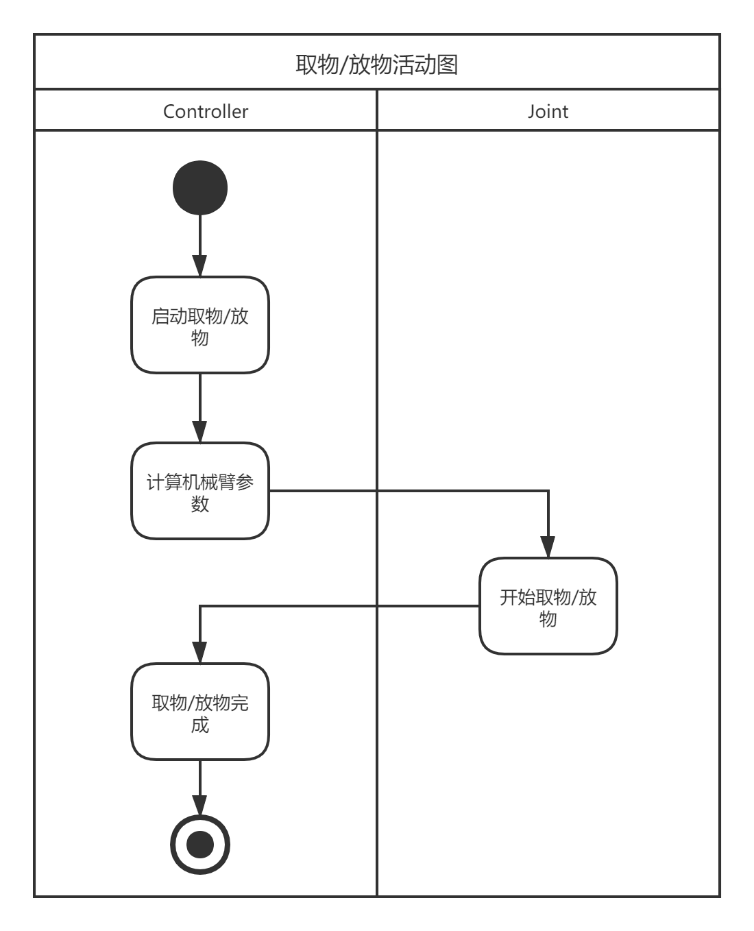 取物/放物活动图
Controller
Joint
启动取物/放
物
计算机械臂参
数
开始取物/放
物
取物/放物完
成